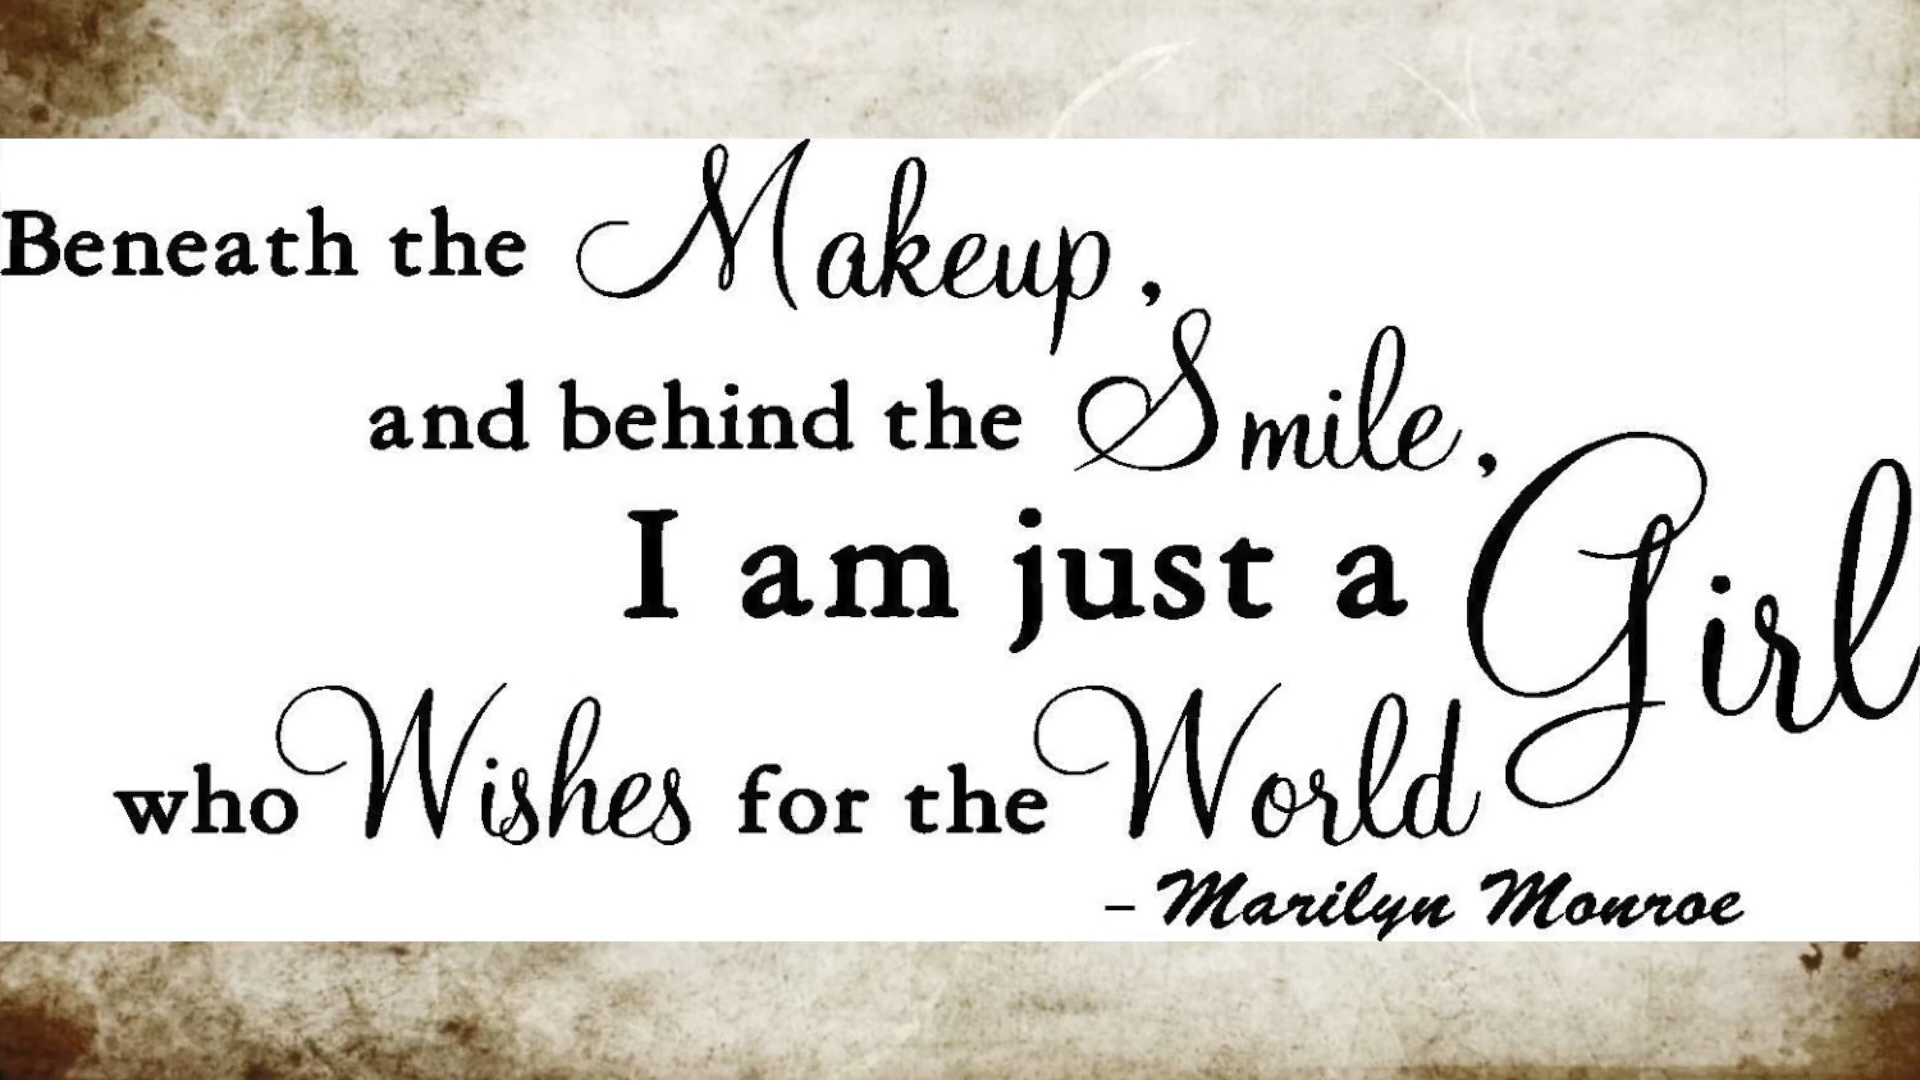 Beneath the Makeup,
and behind the Smile,
I am just a Girl
who Wishes for the World
– Marilyn Monroe